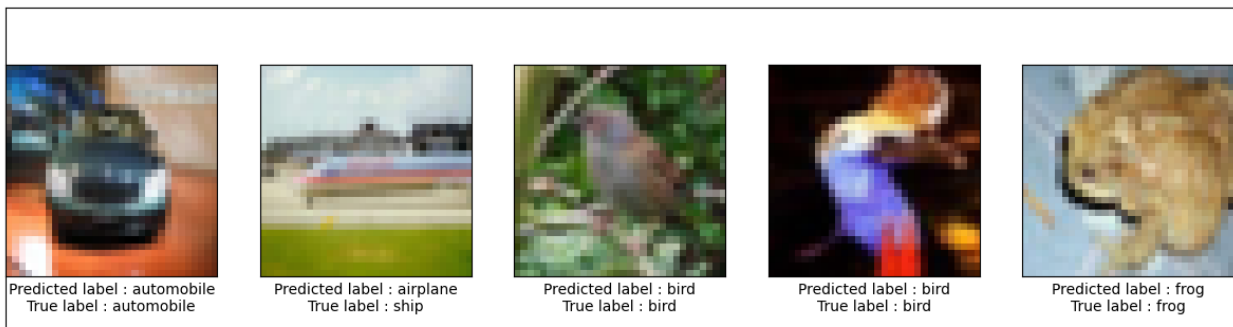 Predicted label : automobile
True label : automobile
Predicted label : airplane
True label : ship
Predicted label : bird
True label : bird
Predicted label : bird
True label : bird
Predicted label : frog
True label : frog